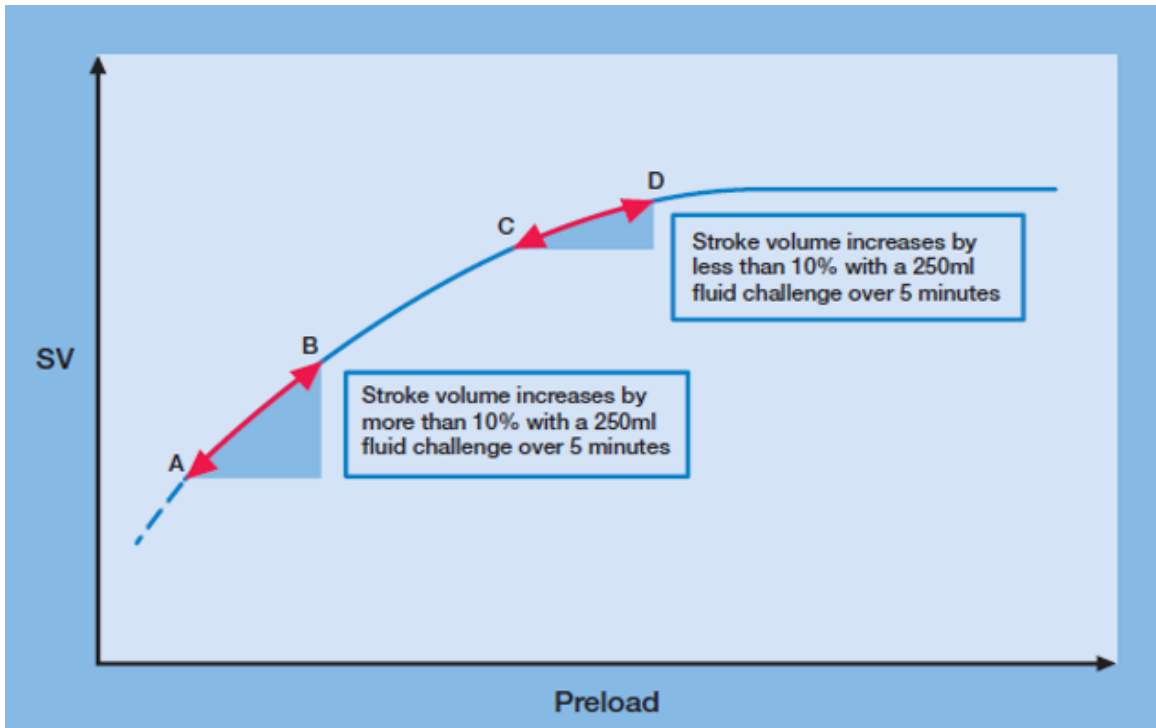 D
C
Stroke volume increases by
less than 10% with a 250ml
fluid challenge over 5 minutes
B
SV
Stroke volume increases by
more than 10% with a 250ml
fluid challenge over 5 minutes
A
Preload